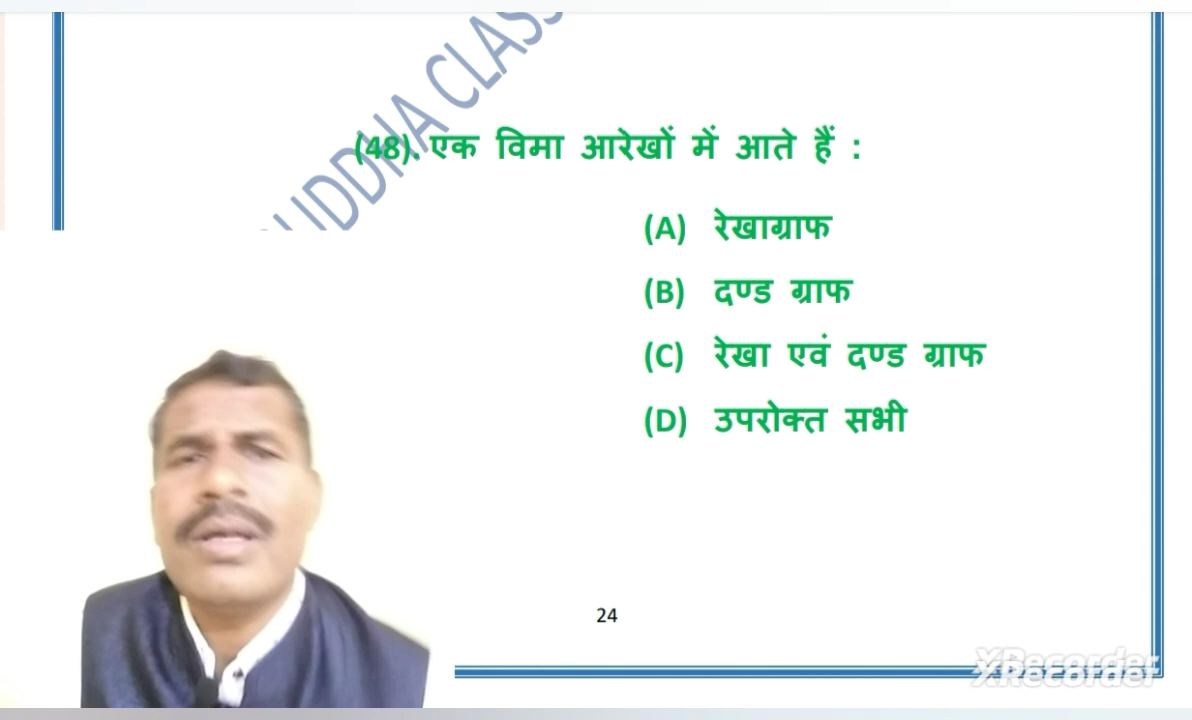 (48). एक विमा आरेखों में आते हैं :
(A) रेखाग्राफ
(B) दण्ड ग्राफ
(C) रेखा एवं दण्ड ग्राफ
(D) उपरोक्त सभी
24
XRecorder